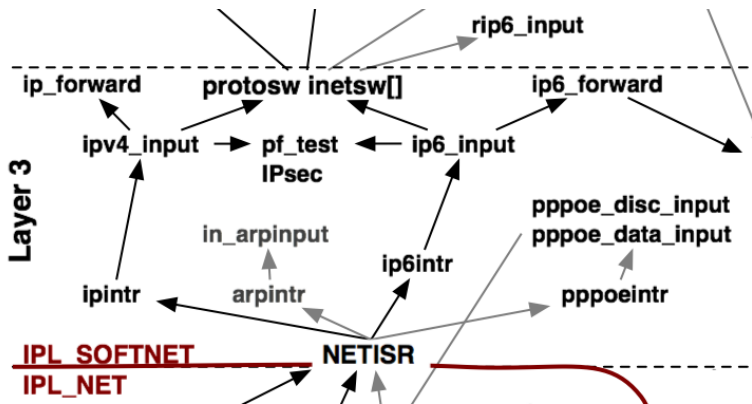 rip6_input
ip_forward
protosw inetsw[]
ip6_forward
ipv4_input
pf_test
IPsec
ip6_input
Layer 3
pppoe_disc_input
pppoe_data_input
in_arpinput
ip6intr
ipintr
arpintr
pppoeintr
NETISR
IPL_SOFTNET
IPL_NET